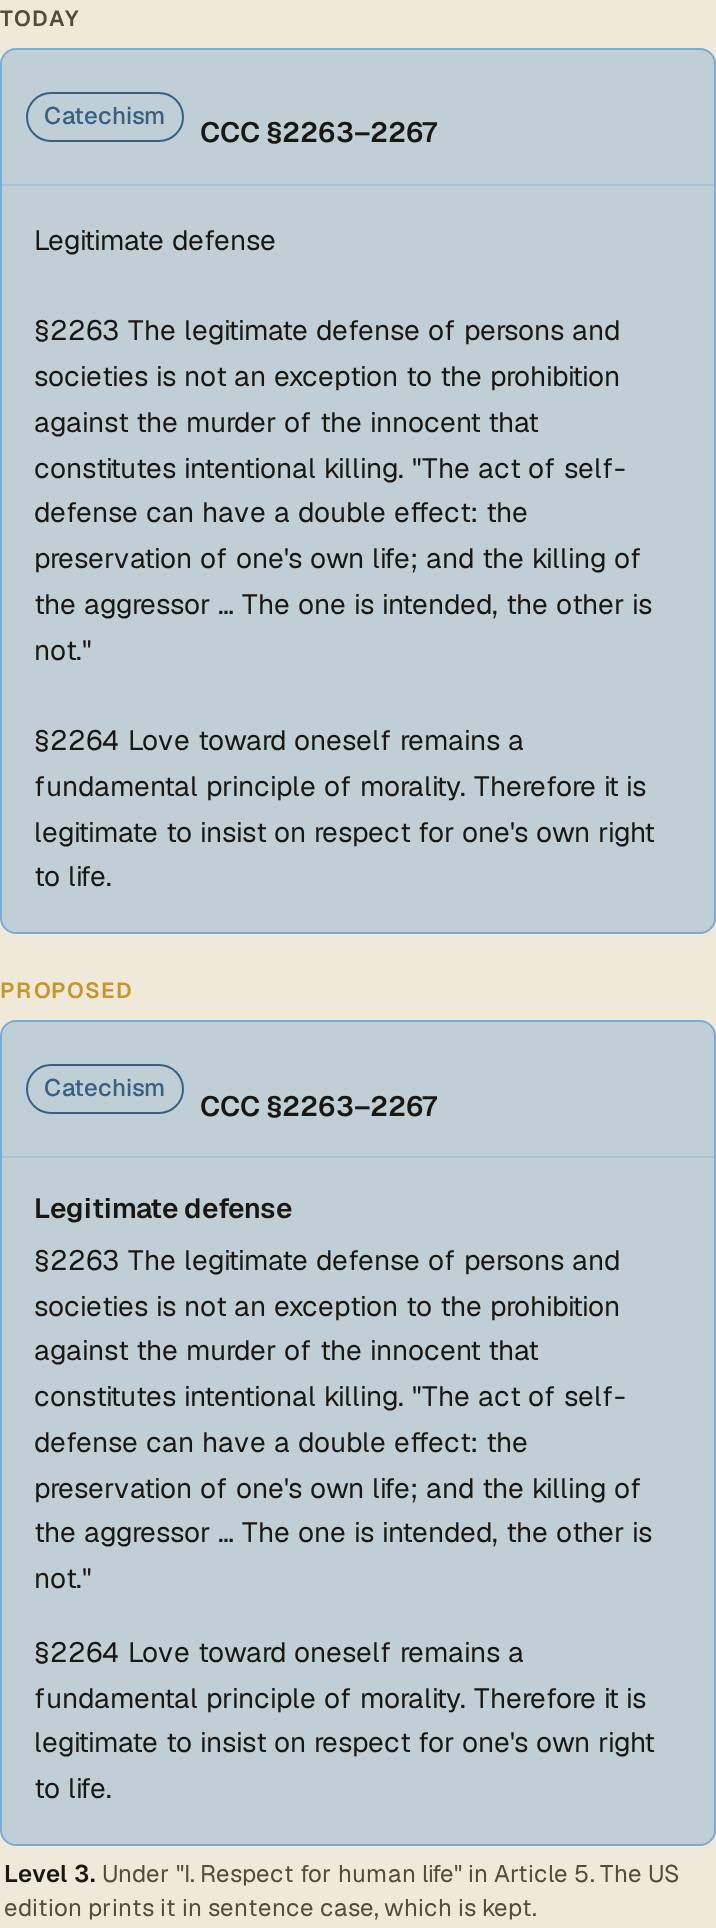 TODAY
Catechism
CCC §2263–2267
Legitimate defense
§2263 The legitimate defense of persons and
societies is not an exception to the prohibition
against the murder of the innocent that
constitutes intentional killing. "The act of self-
defense can have a double effect: the
preservation of one's own life; and the killing of
the aggressor ... The one is intended, the other is
not."
§2264 Love toward oneself remains a
fundamental principle of morality. Therefore it is
legitimate to insist on respect for one's own right
to life.
PROPOSED
Catechism
CCC §2263–2267
Legitimate defense
§2263 The legitimate defense of persons and
societies is not an exception to the prohibition
against the murder of the innocent that
constitutes intentional killing. "The act of self-
defense can have a double effect: the
preservation of one's own life; and the killing of
the aggressor ... The one is intended, the other is
not."
§2264 Love toward oneself remains a
fundamental principle of morality. Therefore it is
legitimate to insist on respect for one's own right
to life.
Level 3. Under "I. Respect for human life" in Article 5. The US
edition prints it in sentence case, which is kept.